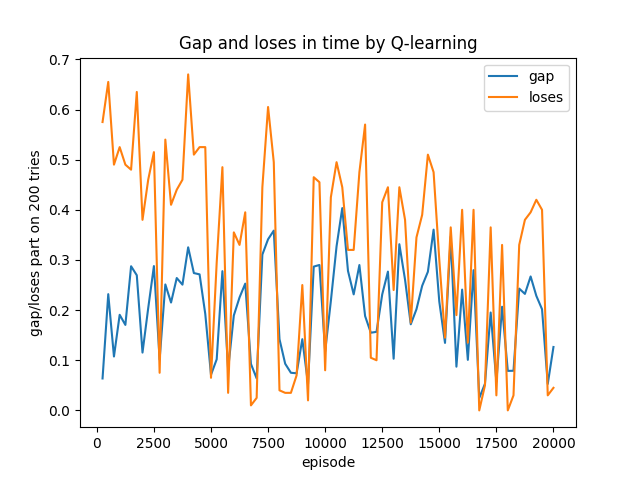 Gap and loses in time by Q-learning
gap
loses
gap/loses part on 200 tries
0.7
0.6
0.5
0.4
0.3
0.2
0.1
0.0
0 2500 5000 7500 10000 12500 15000 17500 20000
episode